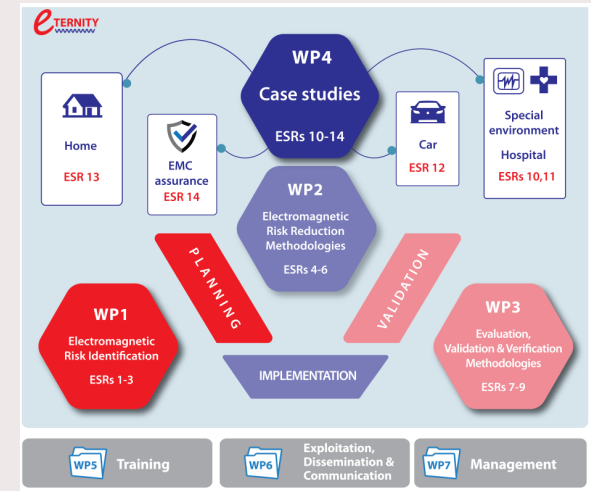 eTERNITY
WP4
Case studies
ESRs 10-14
Home
ESR 13
EMC
assurance
ESR 14
Car
ESR 12
Special
environment
Hospital
ESRs 10,11
WP2
Electromagnetic
Risk Reduction
Methodologies
ESRs 4-6
PLANNING
VALIDATION
WP1
Electromagnetic
Risk Identification
ESRs 1-3
WP3
Evaluation,
Validation & Verification
Methodologies
ESRs 7-9
IMPLEMENTATION
WP5 Training
WP6
Exploitation,
Dissemination &
Communication
WP7 Management